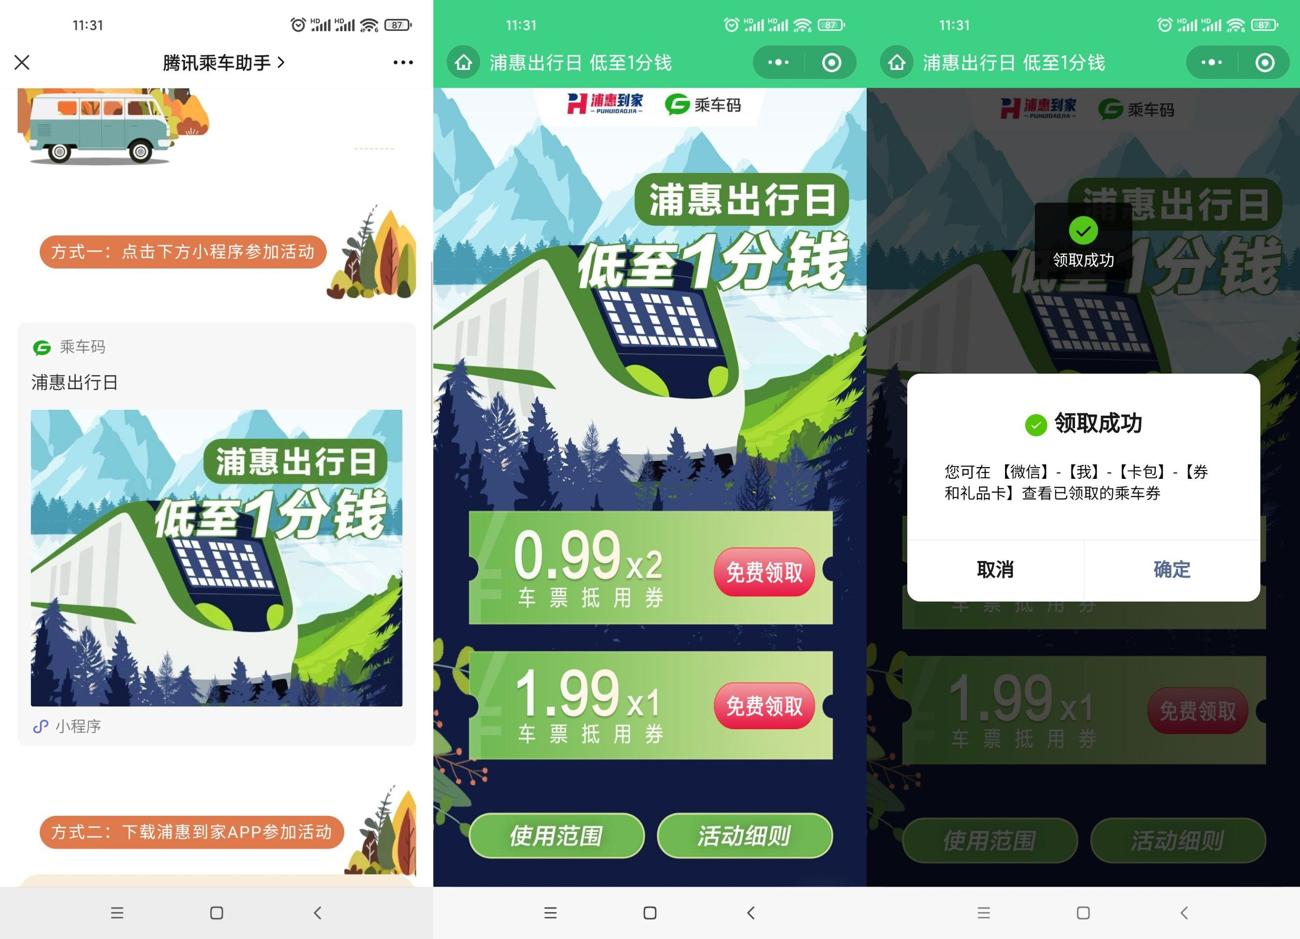 11:31
HD
HD
87
腾讯乘车助手
方式一：点击下方小程序参加活动
乘车码
浦惠出行日
浦惠出行日
低至1分钱
小程序
方式二：下载浦惠到家APP参加活动
11:31
HD
HD
87
浦惠出行日 低至1分钱
浦惠到家
PUHUIDAOJIA
乘车码
浦惠出行日
低至1分钱
0.99x2
车票抵用券
免费领取
1.99x1
车票抵用券
免费领取
使用范围
活动细则
11:31
HD
HD
87
浦惠出行日 低至1分钱
浦惠到家
PUHUIDAOJIA
乘车码
浦惠出行日
低至1分钱
领取成功
领取成功
您可在 【微信】-【我】-【卡包】-【券
和礼品卡】查看已领取的乘车券
取消
确定
车票抵用券
1.99x1
车票抵用券
免费领取
使用范围
活动细则